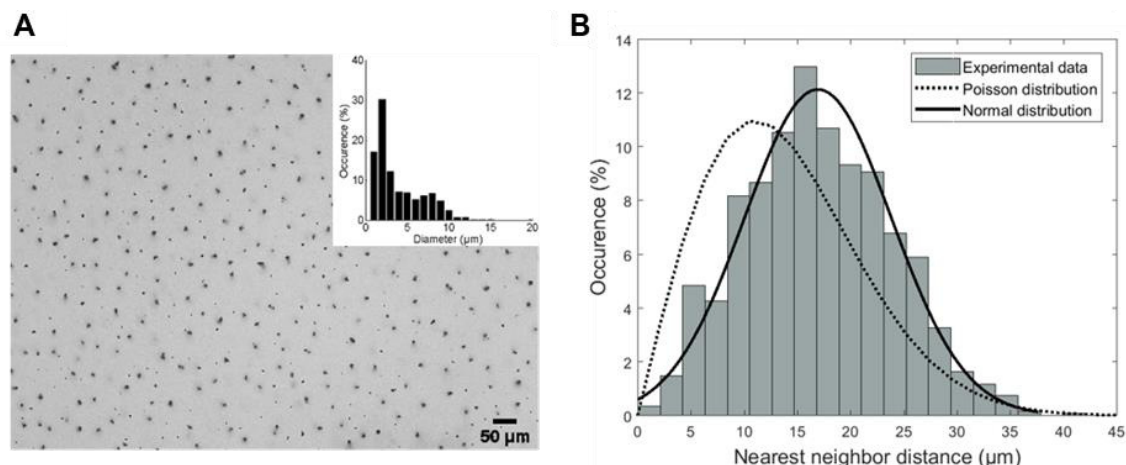 A
Occurence (%)
40
30
20
10
0
0
5
10
15
20
Diameter (µm)
50 µm
B
Occurence (%)
14
12
10
8
6
4
2
0
Experimental data
Poisson distribution
Normal distribution
0
5
10
15
20
25
30
35
40
45
Nearest neighbor distance (µm)